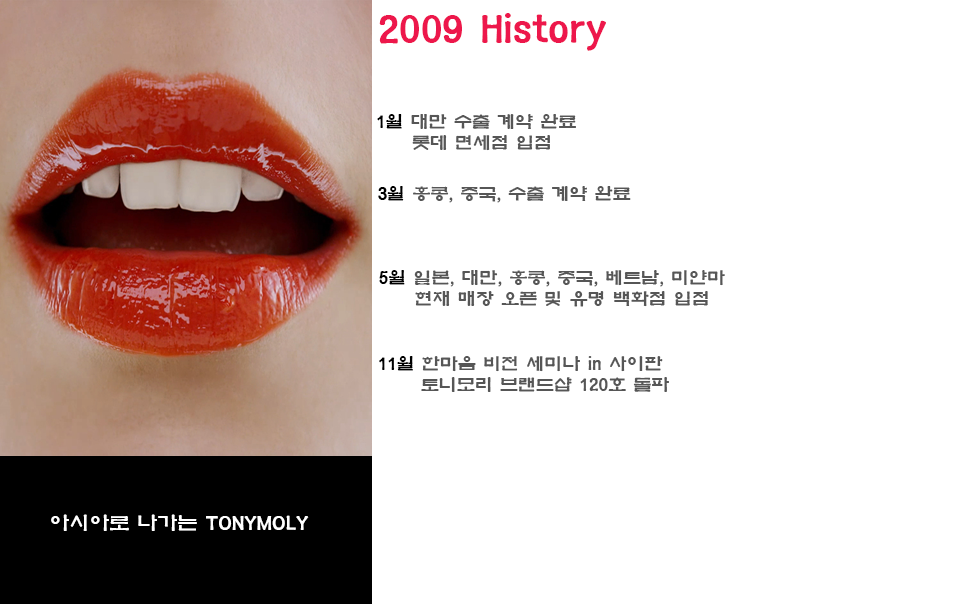 2009 History
1월 대만 수출 계약 완료
롯데 면세점 입점
3월 홍콩, 중국, 수출 계약 완료
5월 일본, 대만, 홍콩, 중국, 베트남, 미얀마
현재 매장 오픈 및 유명 백화점 입점
11월 한마음 비전 세미나 in 사이판
토니모리 브랜드샵 120호 돌파
아시아로 나가는 TONYMOLY